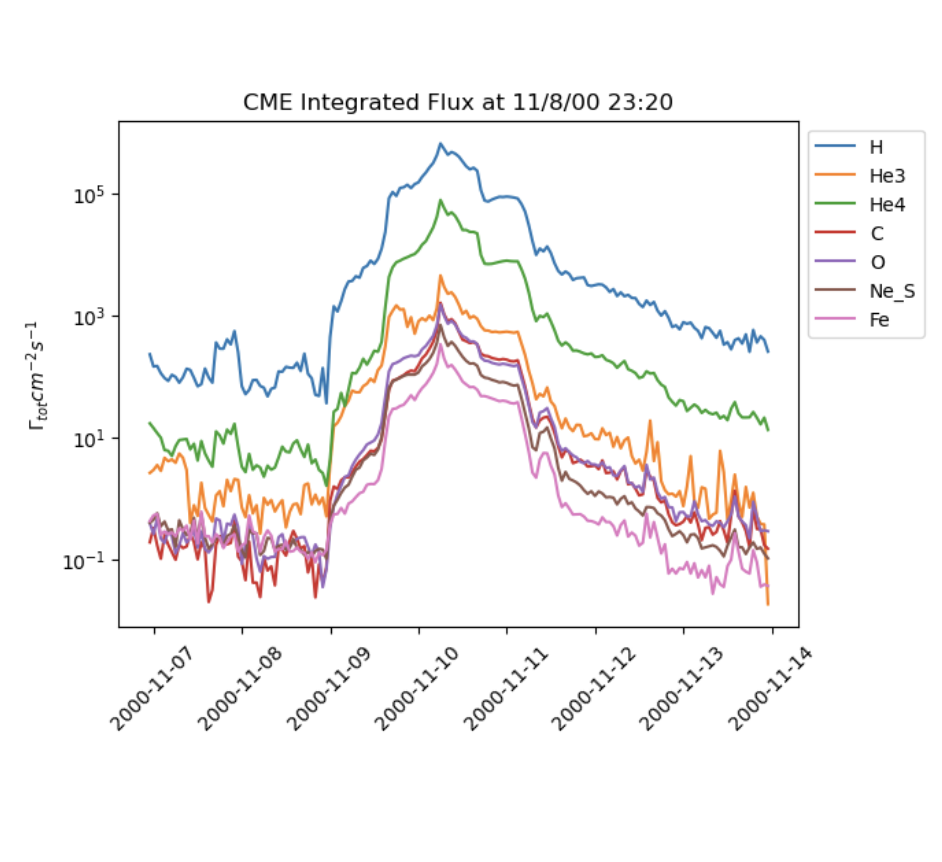 CME Integrated Flux at 11/8/00 23:20
Γ_{tot}cm^{-2}s^{-1}
10^5
10^3
10^1
10^{-1}
2000-11-07
2000-11-08
2000-11-09
2000-11-10
2000-11-11
2000-11-12
2000-11-13
2000-11-14
H
He3
He4
C
O
Ne_S
Fe